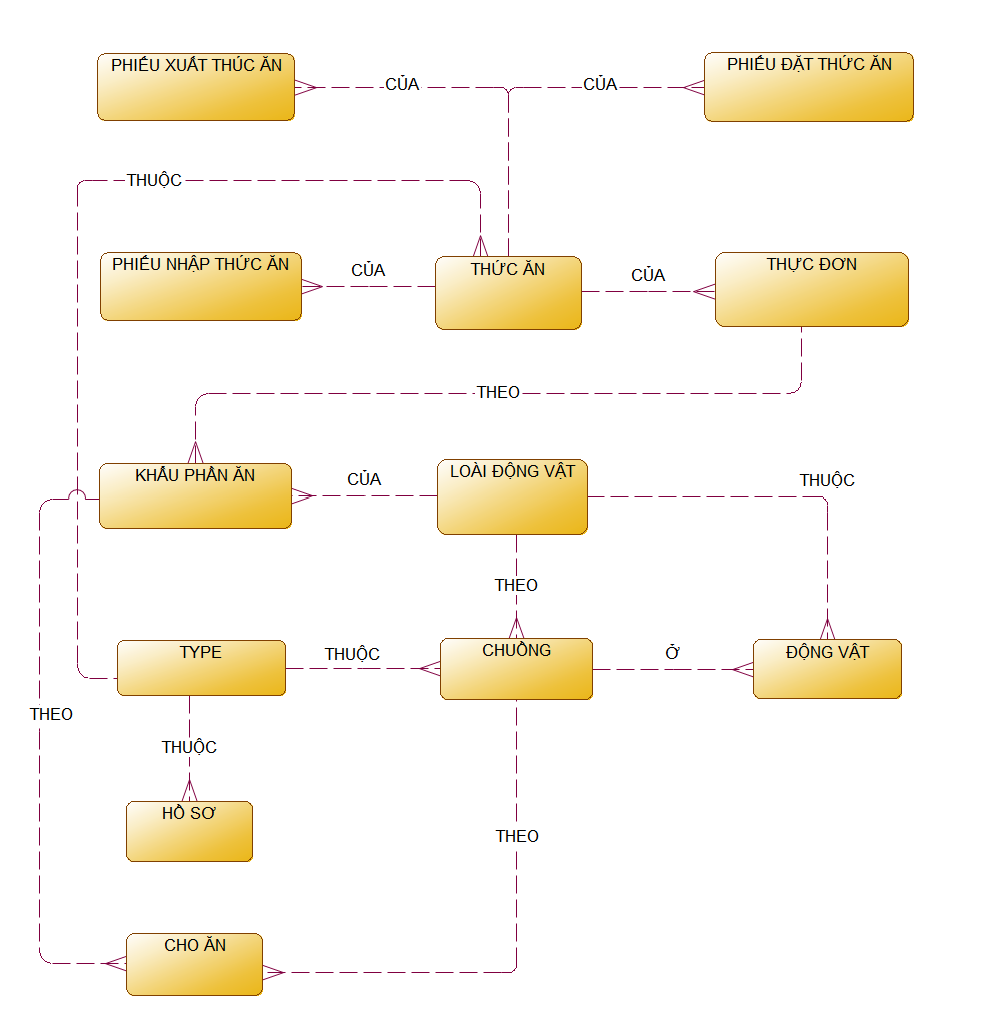 PHIẾU XUẤT THÚC ĂN
CỦA
CỦA
PHIẾU ĐẶT THỨC ĂN
THUỘC
PHIẾU NHẬP THỨC ĂN
CỦA
THỨC ĂN
CỦA
THỰC ĐƠN
THEO
KHẨU PHẦN ĂN
CỦA
LOÀI ĐỘNG VẬT
THUỘC
THEO
TYPE
THUỘC
CHUỒNG
Ở
ĐỘNG VẬT
THEO
THUỘC
HỒ SƠ
THEO
CHO ĂN